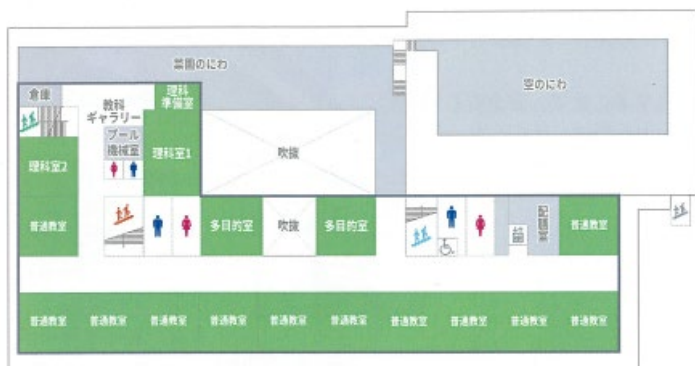 菜園のにわ
空のにわ
倉庫
教科
ギャラリー
理科
準備室
プール
機械室
理科室1
吹抜
理科室2
普通教室
多目的室
吹抜
多目的室
配膳室
普通教室
普通教室
普通教室
普通教室
普通教室
普通教室
普通教室
普通教室
普通教室
普通教室
普通教室